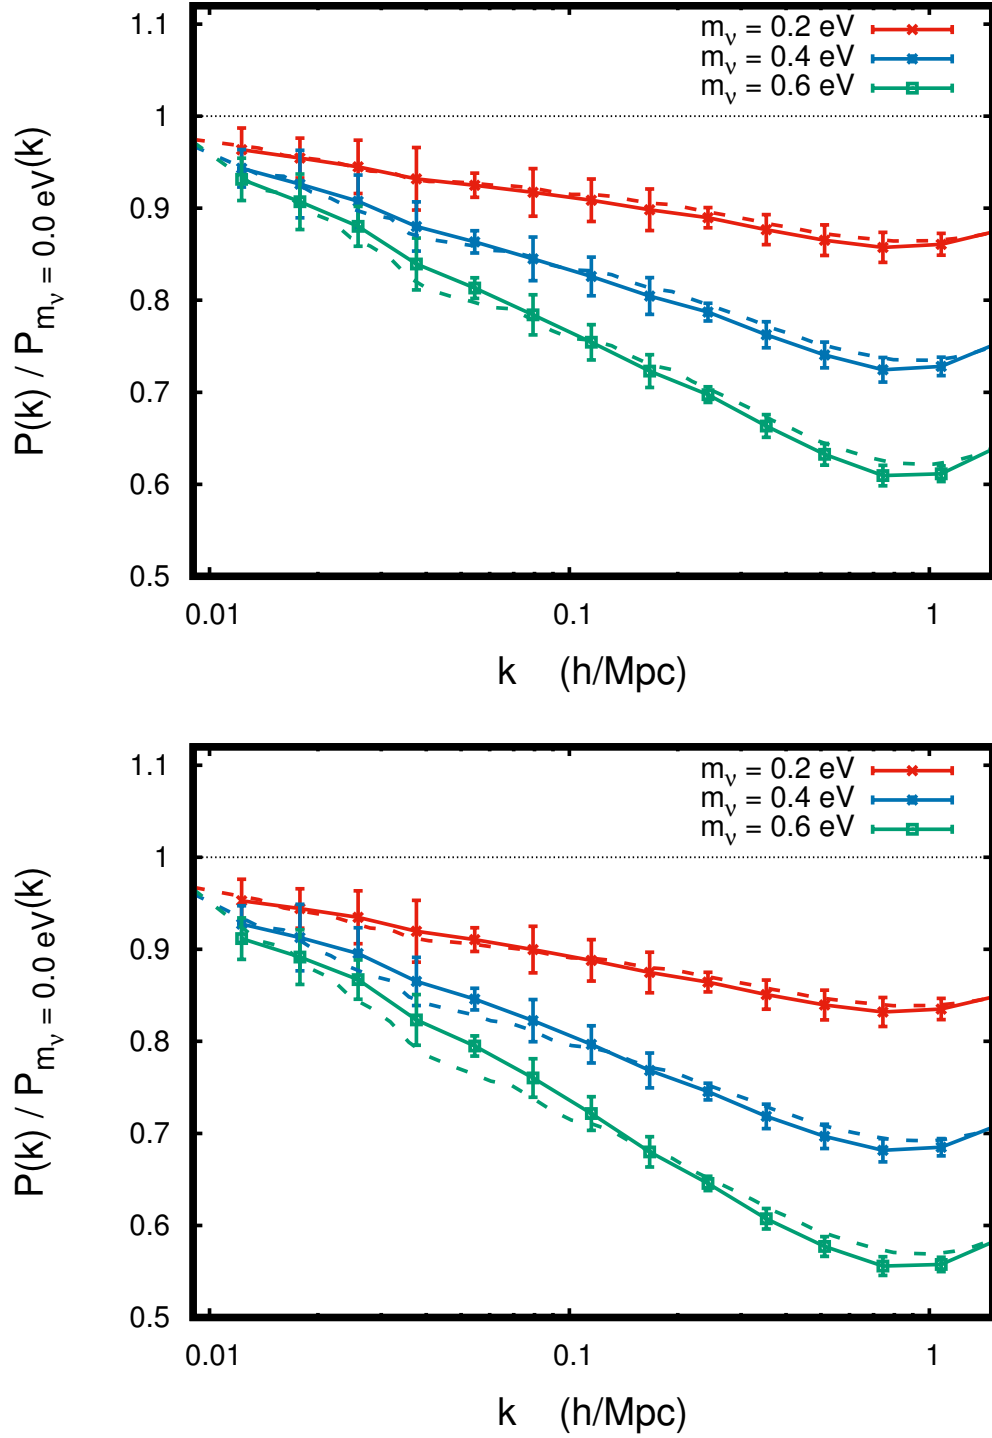 1.1
1
0.9
0.8
0.7
0.6
0.5
P(k) / P_{m_ν = 0.0 eV}(k)
m_ν = 0.2 eV
m_ν = 0.4 eV
m_ν = 0.6 eV
0.01 0.1 1
k (h/Mpc)
1.1
1
0.9
0.8
0.7
0.6
0.5
P(k) / P_{m_ν = 0.0 eV}(k)
m_ν = 0.2 eV
m_ν = 0.4 eV
m_ν = 0.6 eV
0.01 0.1 1
k (h/Mpc)